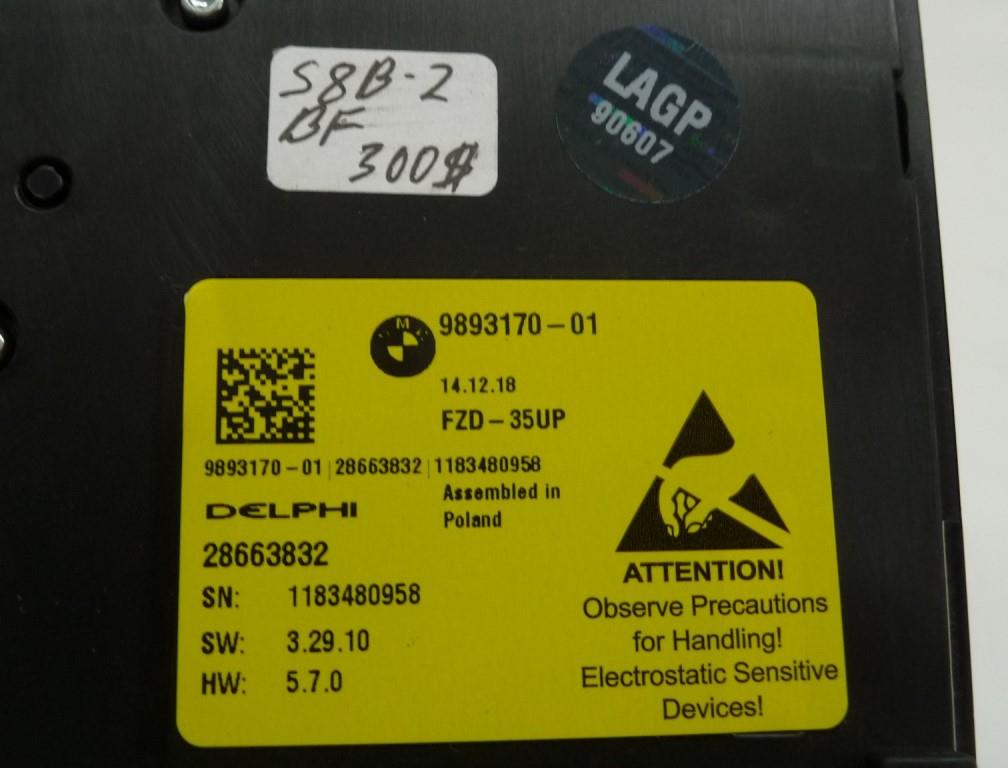 S8B-2
BF
300$
LAGP
90607
M
9893170-01
14.12.18
FZD-35UP
9893170-01|28663832|1183480958
Assembled in
Poland
DELPHI
28663832
SN: 1183480958
SW: 3.29.10
HW: 5.7.0
ATTENTION!
Observe Precautions
for Handling!
Electrostatic Sensitive
Devices!